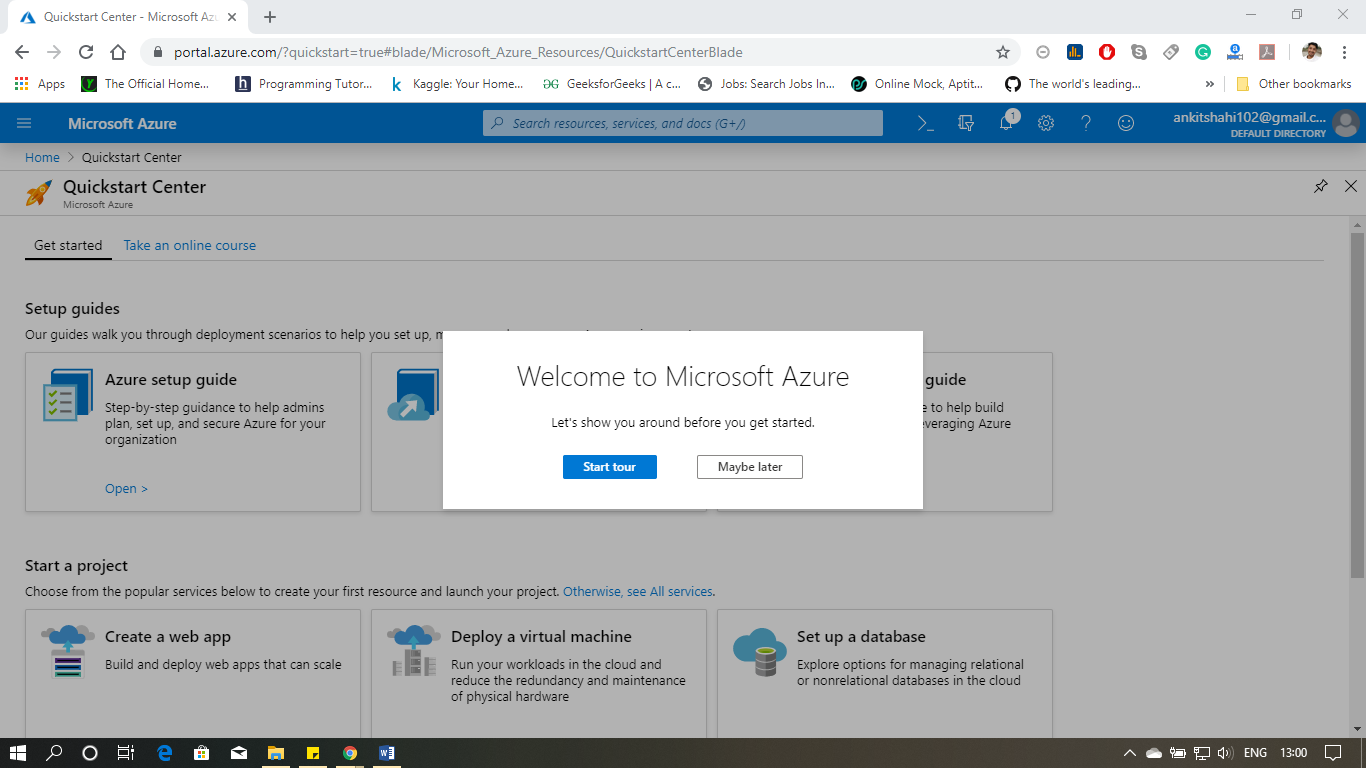 Quickstart Center - Microsoft Azu
portal.azure.com/?quickstart=true#blade/Microsoft_Azure_Resources/QuickstartCenterBlade
Apps The Official Home... Programming Tutor... Kaggle: Your Home... GeeksforGeeks | A c... Jobs: Search Jobs In... Online Mock, Aptit... The world's leading... » Other bookmarks
Microsoft Azure Search resources, services, and docs (G+/) 1 ankitshahi102@gmail.c...
DEFAULT DIRECTORY
Home > Quickstart Center
Quickstart Center
Microsoft Azure
Get started Take an online course
Setup guides
Our guides walk you through deployment scenarios to help you set up,
Azure setup guide
Step-by-step guidance to help admins
plan, set up, and secure Azure for your
organization
Open >
guide
e to help build
everaging Azure
Welcome to Microsoft Azure
Let's show you around before you get started.
Start tour Maybe later
Start a project
Choose from the popular services below to create your first resource and launch your project. Otherwise, see All services.
Create a web app
Build and deploy web apps that can scale
Deploy a virtual machine
Run your workloads in the cloud and
reduce the redundancy and maintenance
of physical hardware
Set up a database
Explore options for managing relational
or nonrelational databases in the cloud
ENG 13:00